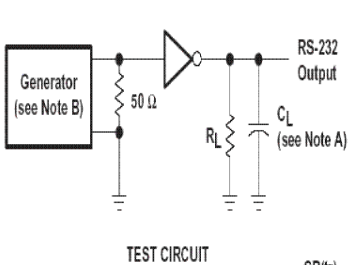 RS-232
Output
Generator
(see Note B)
50 Ω
CL
(see Note A)
RL
TEST CIRCUIT